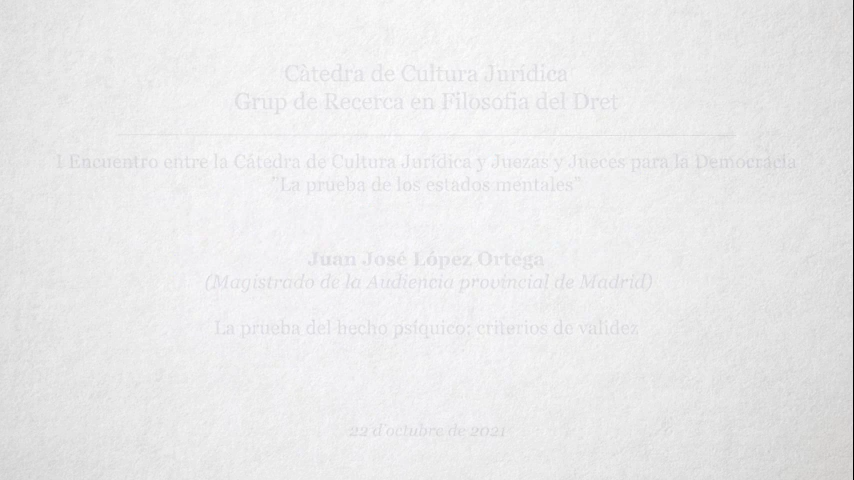 Càtedra de Cultura Jurídica
Grup de Recerca en Filosofia del Dret
I Encuentro entre la Cátedra de Cultura Jurídica y Juezas y Jueces para la Democracia
"La prueba de los estados mentales"
Juan José López Ortega
(Magistrado de la Audiencia provincial de Madrid)
La prueba del hecho psíquico: criterios de validez
22 d'octubre de 2021